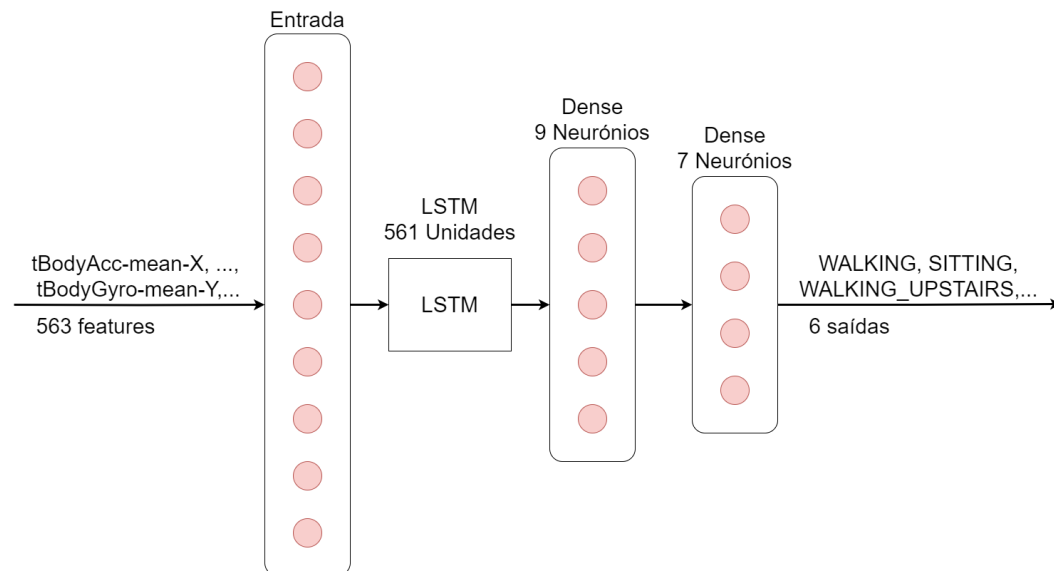 Entrada
tBodyAcc-mean-X, ...,
tBodyGyro-mean-Y,...
563 features
LSTM
561 Unidades
LSTM
Dense
9 Neurónios
Dense
7 Neurónios
WALKING, SITTING,
WALKING_UPSTAIRS,...
6 saídas